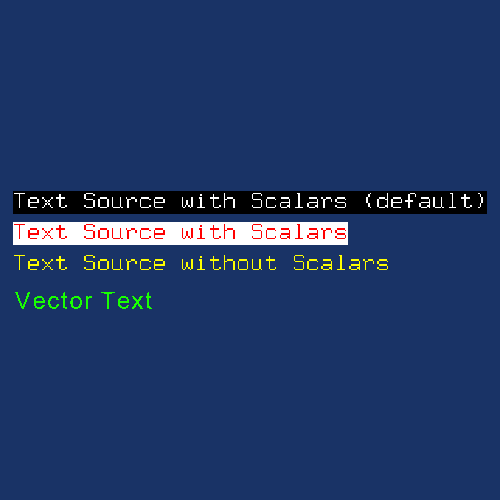 Text Source with Scalars (default)
Text Source with Scalars
Text Source without Scalars
Vector Text